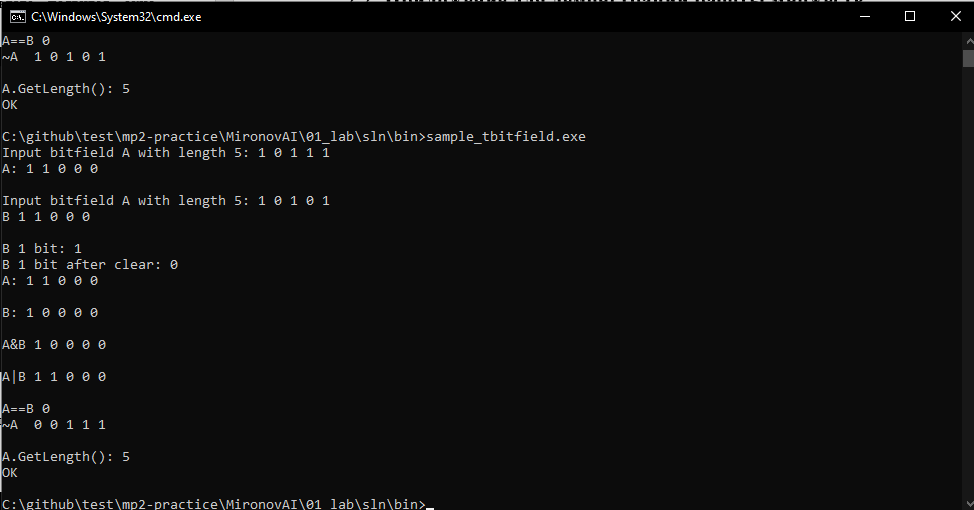 C:\Windows\System32\cmd.exe
A==B 0
~A  1 0 1 0 1
A.GetLength(): 5
OK
C:\github\test\mp2-practice\MironovAI\01_lab\sln\bin>sample_tbitfield.exe
Input bitfield A with length 5: 1 0 1 1 1
A: 1 1 0 0 0
Input bitfield A with length 5: 1 0 1 0 1
B 1 1 0 0 0
B 1 bit: 1
B 1 bit after clear: 0
A: 1 1 0 0 0
B: 1 0 0 0 0
A&B 1 0 0 0 0
A|B 1 1 0 0 0
A==B 0
~A  0 0 1 1 1
A.GetLength(): 5
OK
C:\github\test\mp2-practice\MironovAI\01_lab\sln\bin>